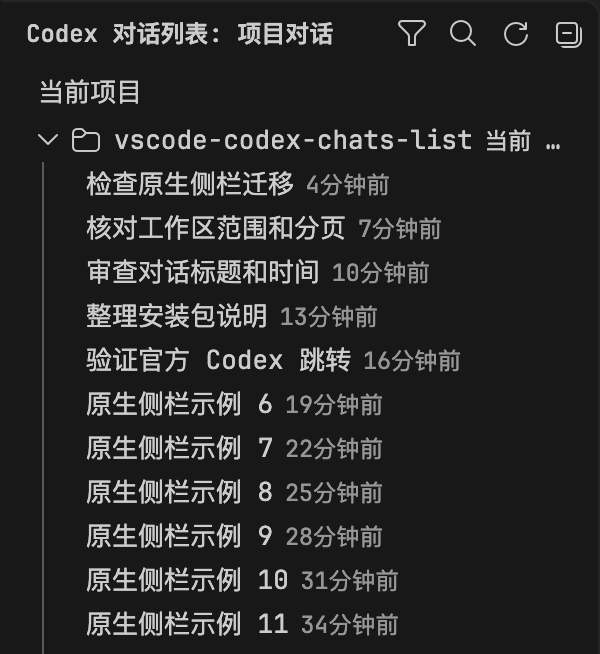 Codex 对话列表: 项目对话
当前项目
vscode-codex-chats-list 当前 …
检查原生侧栏迁移 4分钟前
核对工作区范围和分页 7分钟前
审查对话标题和时间 10分钟前
整理安装包说明 13分钟前
验证官方 Codex 跳转 16分钟前
原生侧栏示例 6 19分钟前
原生侧栏示例 7 22分钟前
原生侧栏示例 8 25分钟前
原生侧栏示例 9 28分钟前
原生侧栏示例 10 31分钟前
原生侧栏示例 11 34分钟前